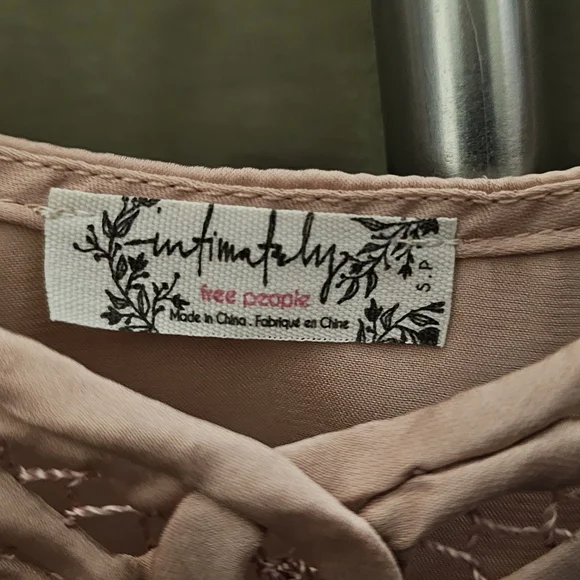 intimately
free people
Made in China . Fabriqué en Chine
S.P